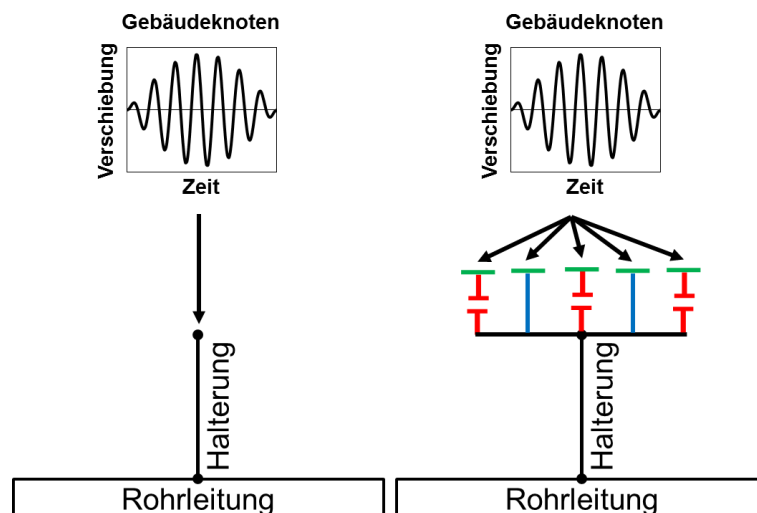 Gebäudeknoten
Verschiebung
Zeit
Halterung
Rohrleitung
Gebäudeknoten
Verschiebung
Zeit
Halterung
Rohrleitung